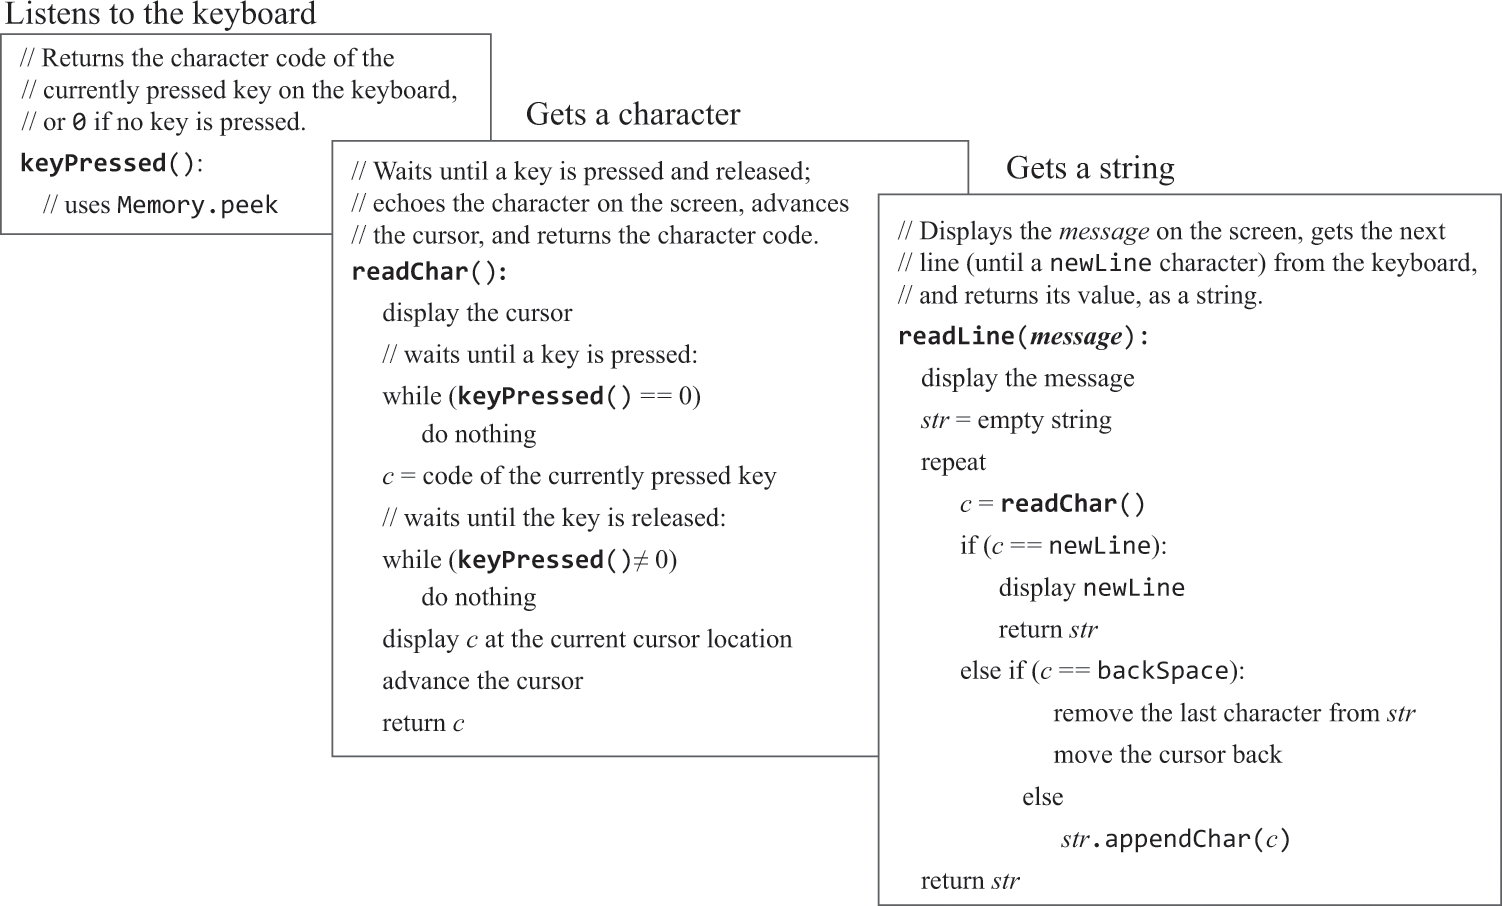 Listens to the keyboard
// Returns the character code of the
// currently pressed key on the keyboard,
// or 0 if no key is pressed.
keyPressed():
// uses Memory.peek
Gets a character
// Waits until a key is pressed and released;
// echoes the character on the screen, advances
// the cursor, and returns the character code.
readChar():
display the cursor
// waits until a key is pressed:
while (keyPressed() == 0)
do nothing
c = code of the currently pressed key
// waits until the key is released:
while (keyPressed()≠ 0)
do nothing
display c at the current cursor location
advance the cursor
return c
Gets a string
// Displays the message on the screen, gets the next
// line (until a newLine character) from the keyboard,
// and returns its value, as a string.
readLine(message):
display the message
str = empty string
repeat
c = readChar()
if (c == newLine):
display newLine
return str
else if (c == backSpace):
remove the last character from str
move the cursor back
else
str.appendChar(c)
return str